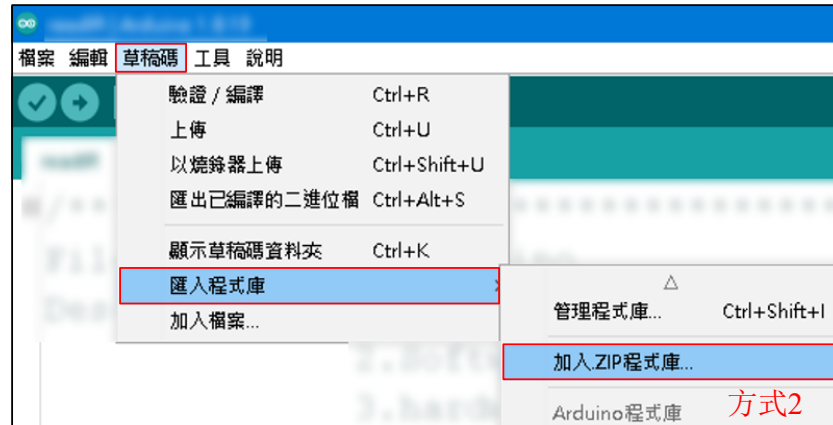 檔案 編輯 草稿碼 工具 說明
驗證 / 編譯 Ctrl+R
上傳 Ctrl+U
以燒錄器上傳 Ctrl+Shift+U
匯出已編譯的二進位檔 Ctrl+Alt+S
顯示草稿碼資料夾 Ctrl+K
匯入程式庫
加入檔案...
△
管理程式庫... Ctrl+Shift+I
加入.ZIP程式庫...
Arduino程式庫
方式2